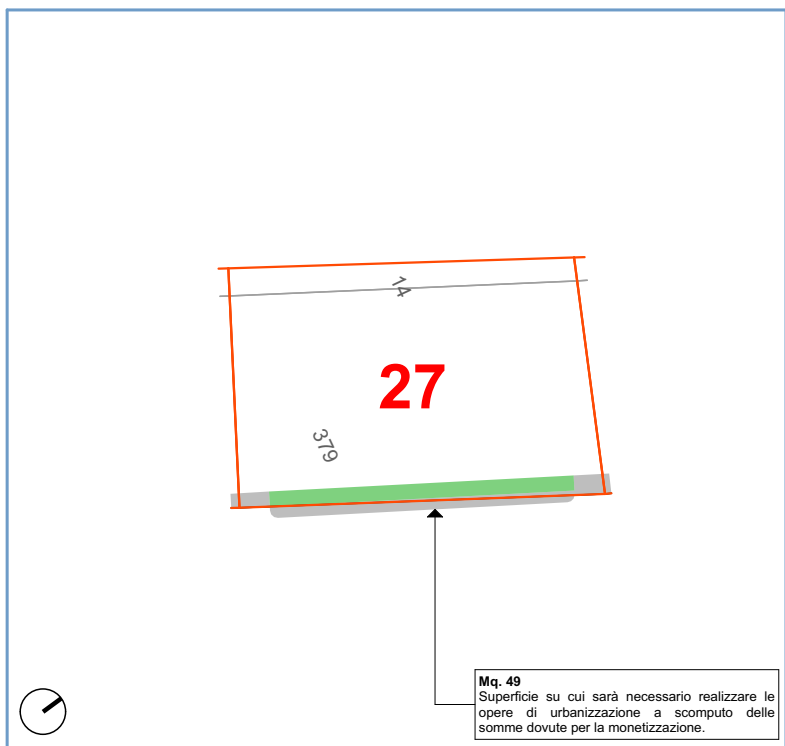 14
27
379
Mq. 49
Superficie su cui sarà necessario realizzare le
opere di urbanizzazione a scomputo delle
somme dovute per la monetizzazione.